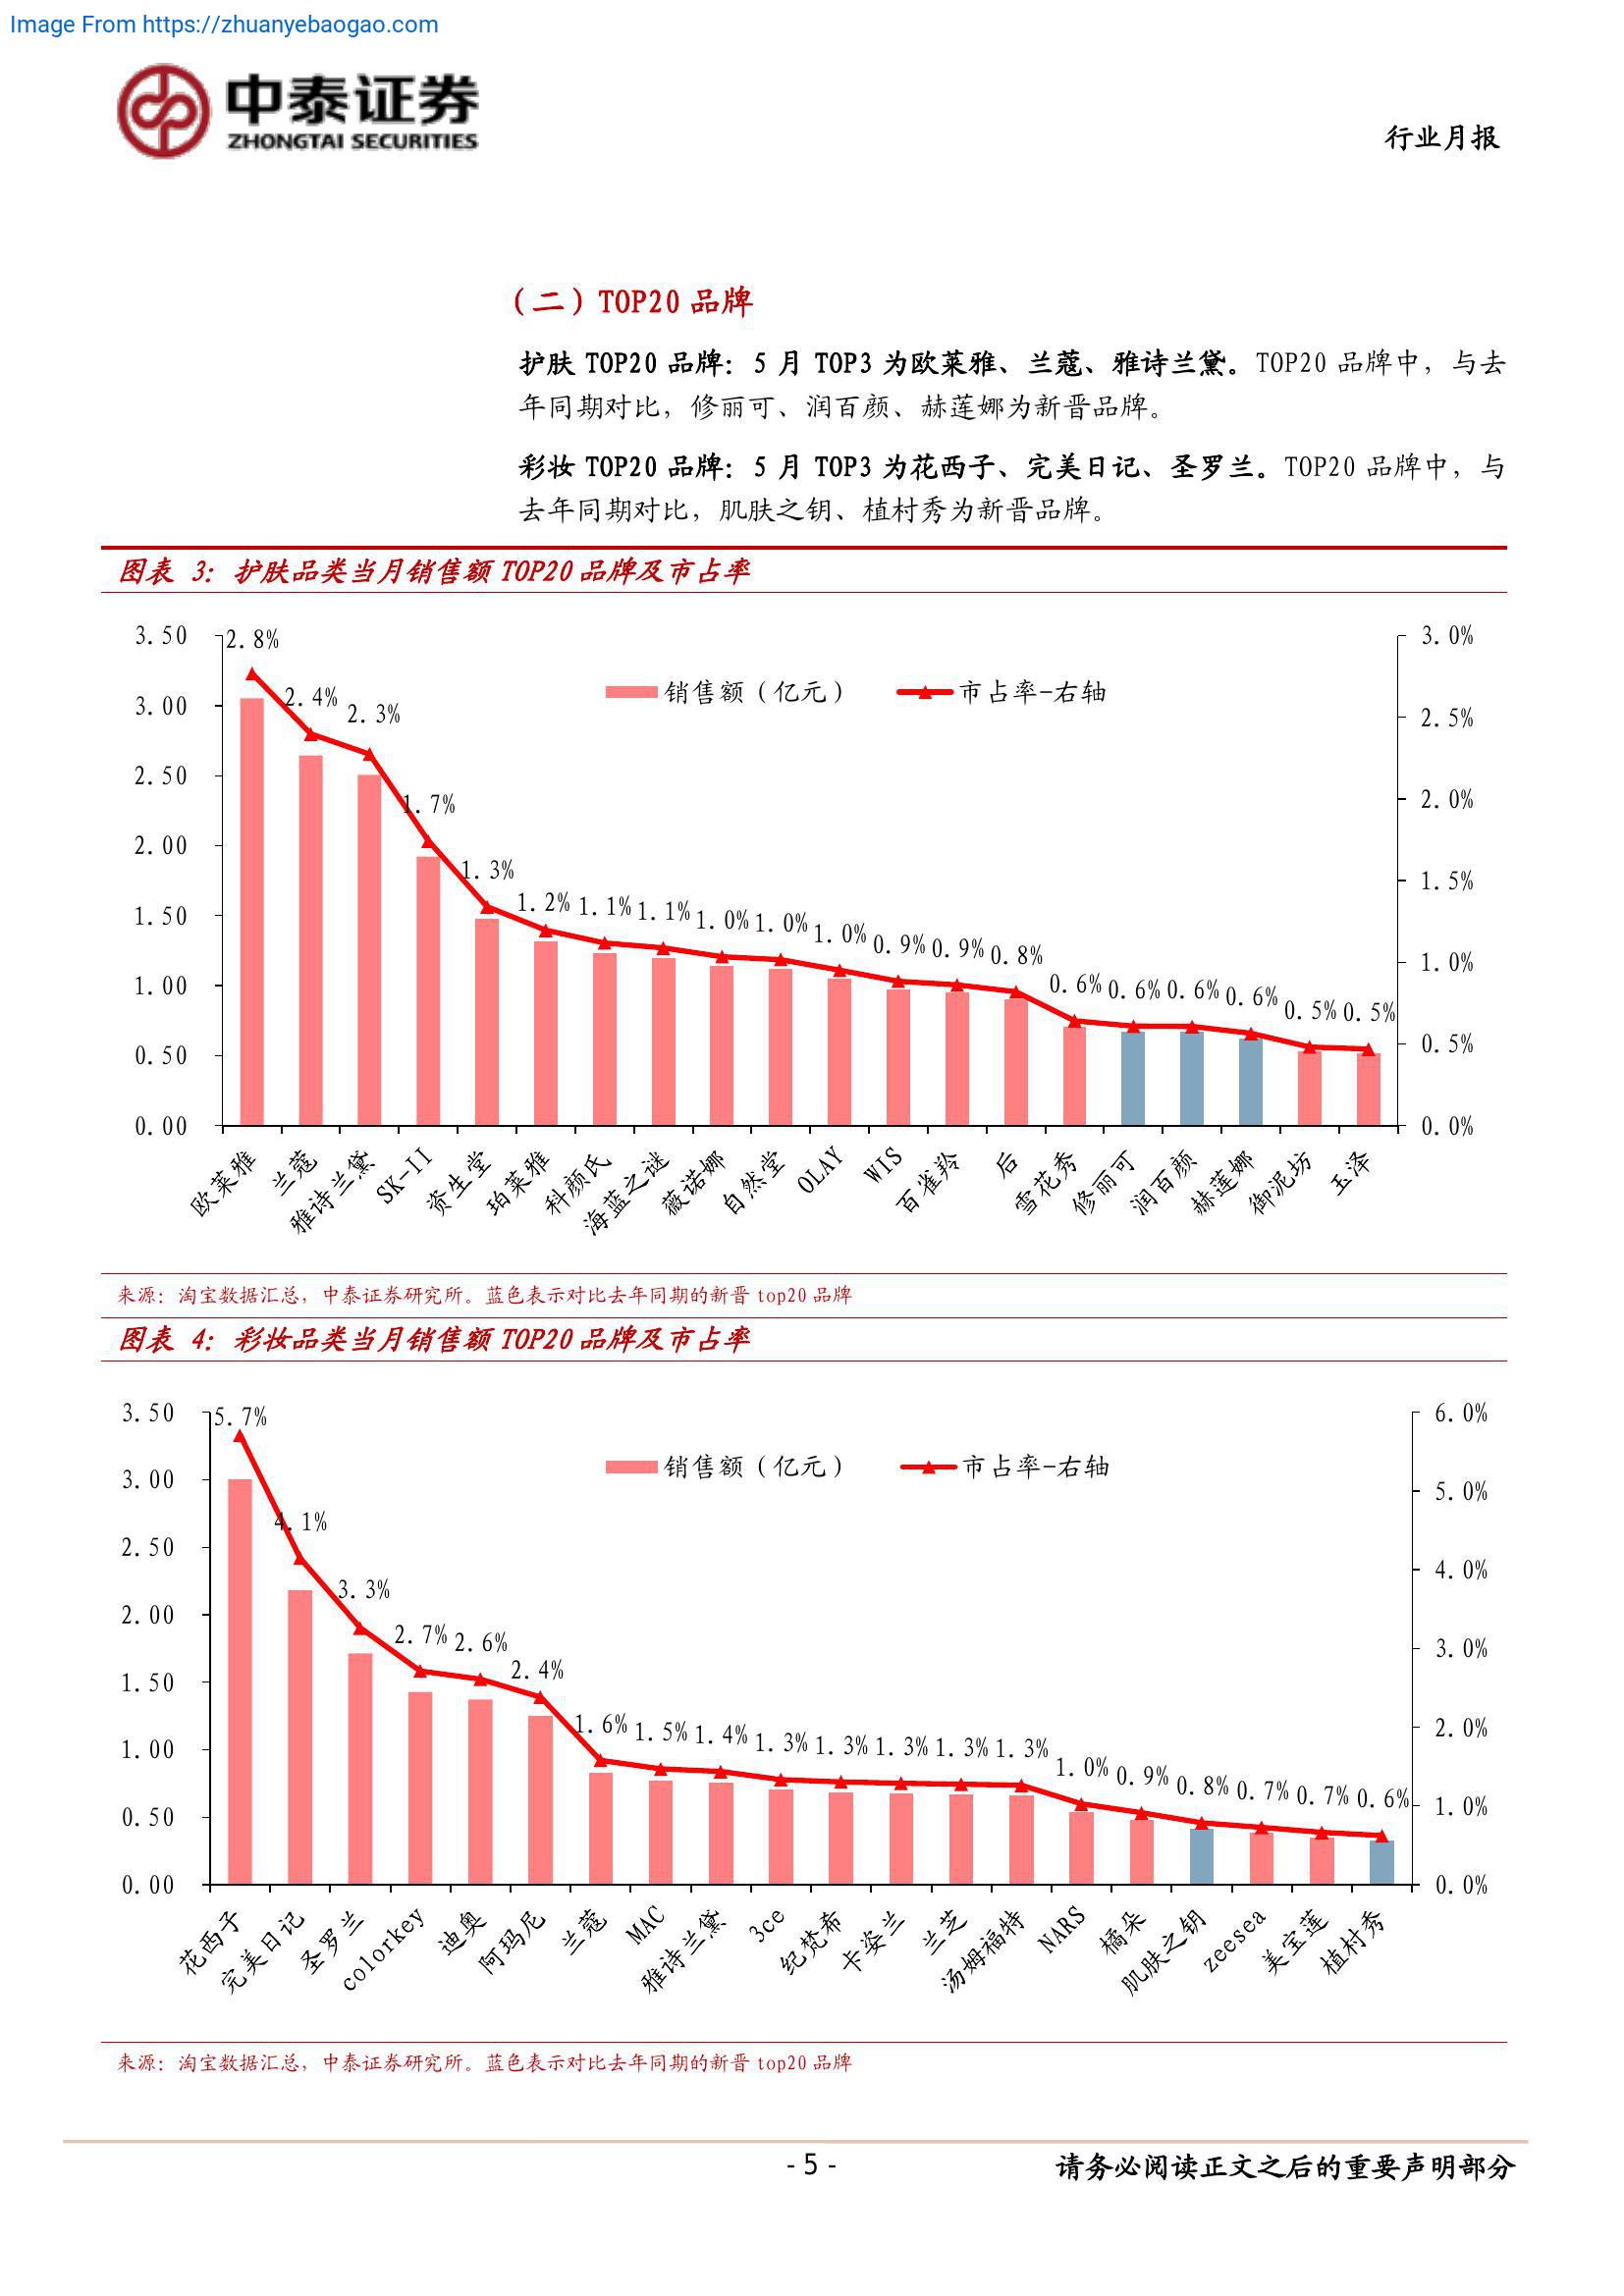 Image From https://zhuanyebaogao.com
中泰证券
ZHONGTAI SECURITIES
行业月报
（二）TOP20 品牌
护肤 TOP20 品牌：5 月 TOP3 为欧莱雅、兰蔻、雅诗兰黛。TOP20 品牌中，与去
年同期对比，修丽可、润百颜、赫莲娜为新晋品牌。
彩妆 TOP20 品牌：5 月 TOP3 为花西子、完美日记、圣罗兰。TOP20 品牌中，与
去年同期对比，肌肤之钥、植村秀为新晋品牌。
图表 3：护肤品类当月销售额 TOP20 品牌及市占率
销售额（亿元） 市占率-右轴
3.50
3.00
2.50
2.00
1.50
1.00
0.50
0.00
2.8% 2.4% 2.3% 1.7% 1.3% 1.2% 1.1% 1.1% 1.0% 1.0% 1.0% 0.9% 0.9% 0.8% 0.6% 0.6% 0.6% 0.6% 0.5% 0.5%
3.0%
2.5%
2.0%
1.5%
1.0%
0.5%
0.0%
欧莱雅 兰蔻 雅诗兰黛 SK-II 资生堂 珀莱雅 科颜氏 海蓝之谜 薇诺娜 自然堂 OLAY WIS 百雀羚 后 雪花秀 修丽可 润百颜 赫莲娜 御泥坊 玉泽
来源：淘宝数据汇总，中泰证券研究所。蓝色表示对比去年同期的新晋 top20 品牌
图表 4：彩妆品类当月销售额 TOP20 品牌及市占率
销售额（亿元） 市占率-右轴
3.50
3.00
2.50
2.00
1.50
1.00
0.50
0.00
5.7% 4.1% 3.3% 2.7% 2.6% 2.4% 1.6% 1.5% 1.4% 1.3% 1.3% 1.3% 1.3% 1.3% 1.0% 0.9% 0.8% 0.7% 0.7% 0.6%
6.0%
5.0%
4.0%
3.0%
2.0%
1.0%
0.0%
花西子 完美日记 圣罗兰 colorkey 迪奥 阿玛尼 兰蔻 MAC 雅诗兰黛 3ce 纪梵希 卡姿兰 兰芝 汤姆福特 NARS 橘朵 肌肤之钥 zeesea 美宝莲 植村秀
来源：淘宝数据汇总，中泰证券研究所。蓝色表示对比去年同期的新晋 top20 品牌
- 5 -
请务必阅读正文之后的重要声明部分